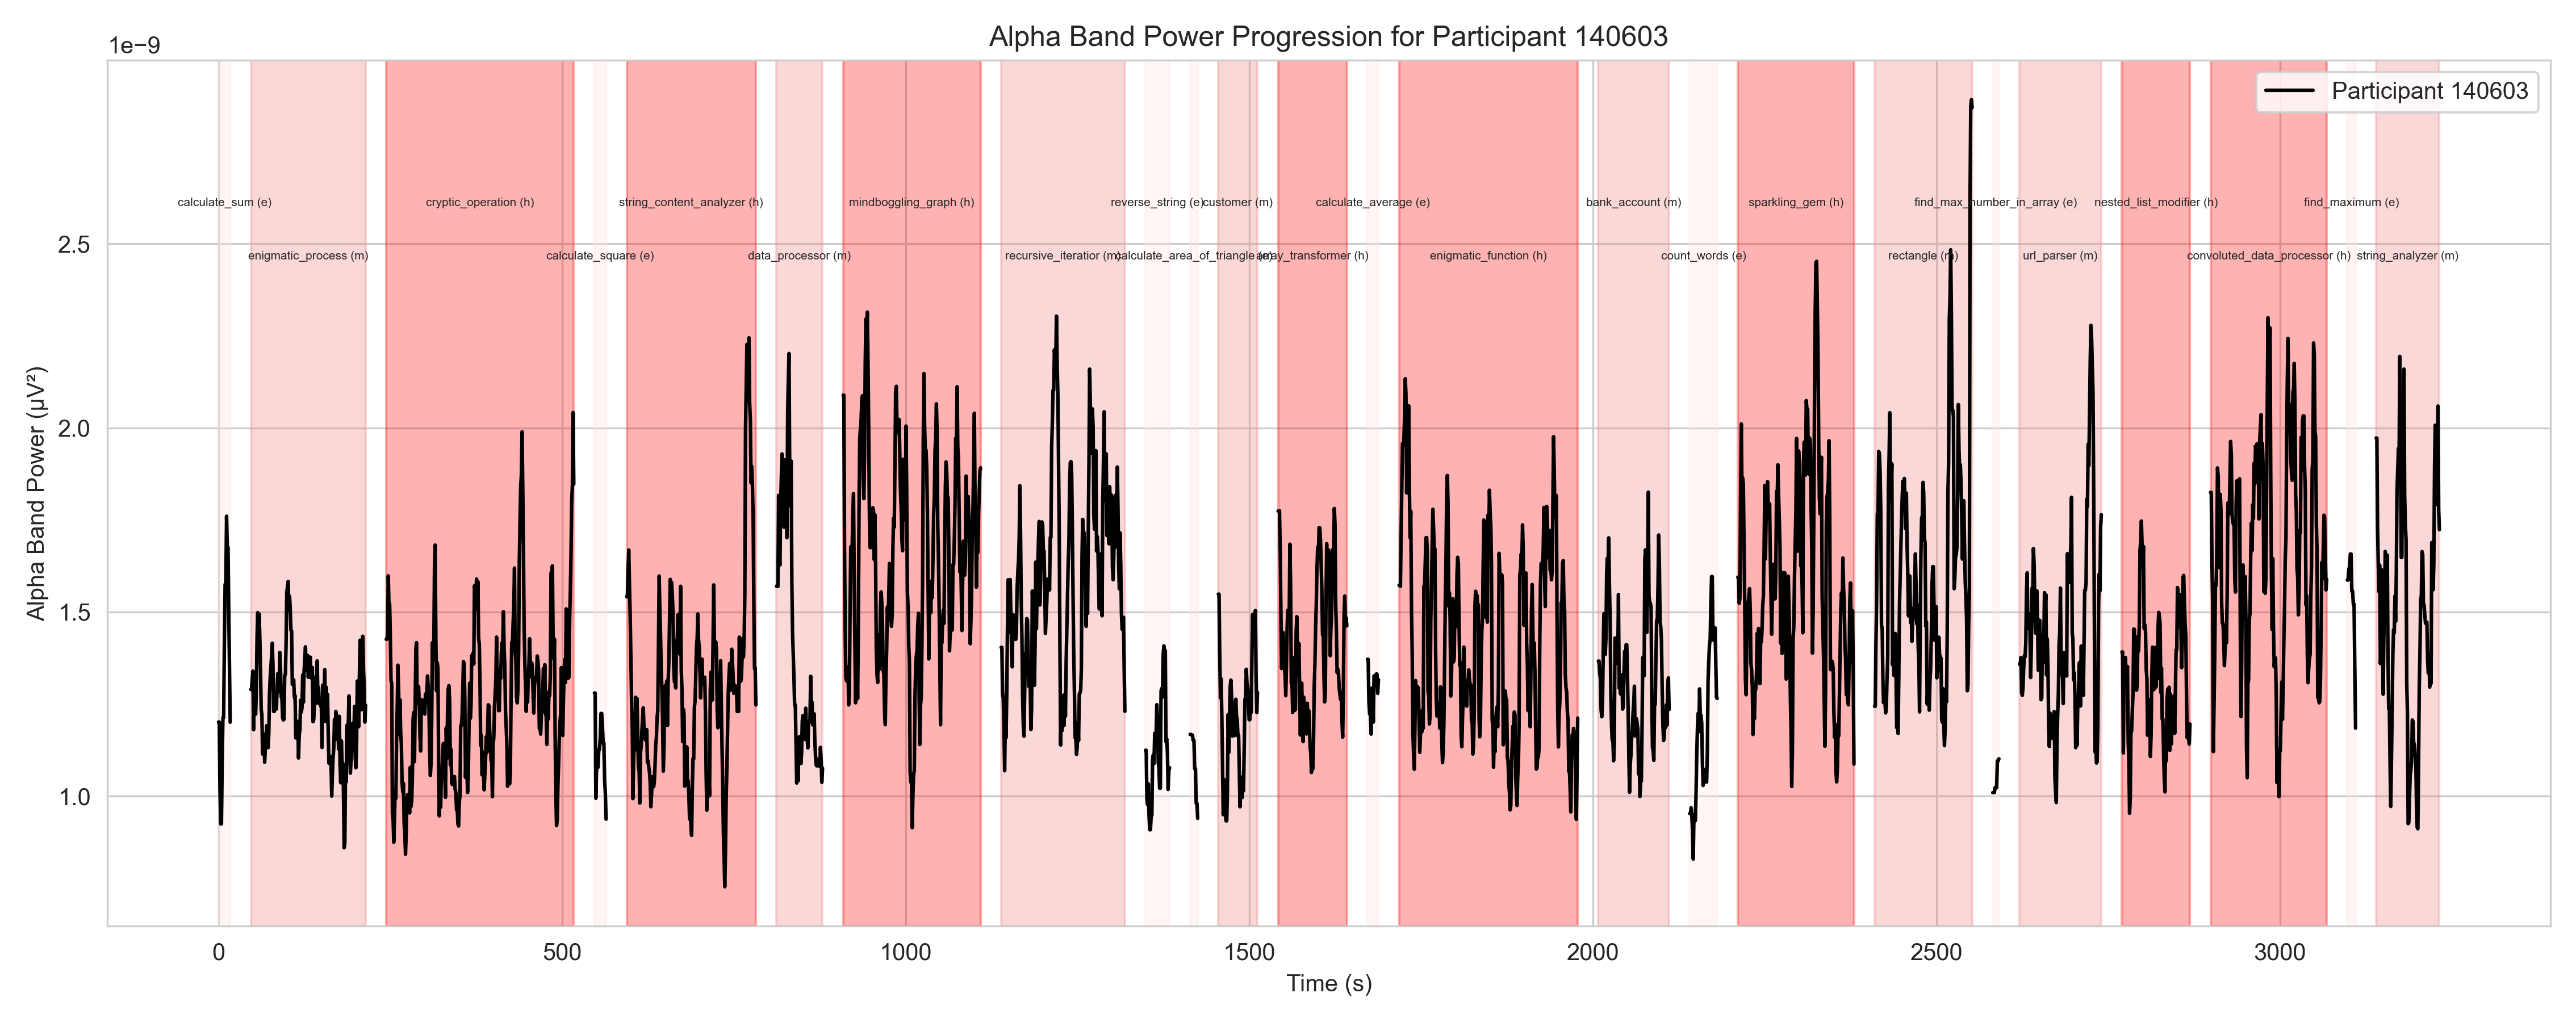 Alpha Band Power Progression for Participant 140603
1e−9
Participant 140603
calculate_sum (e)
cryptic_operation (h)
string_content_analyzer (h)
mindboggling_graph (h)
reverse_string (e)
customer (m)
calculate_average (e)
bank_account (m)
sparkling_gem (h)
find_max_number_in_array (e)
nested_list_modifier (h)
find_maximum (e)
enigmatic_process (m)
calculate_square (e)
data_processor (m)
recursive_iteratior (m)
calculate_area_of_triangle (e)
array_transformer (h)
enigmatic_function (h)
count_words (e)
rectangle (m)
url_parser (m)
convoluted_data_processor (h)
string_analyzer (m)
2.5
2.0
1.5
1.0
Alpha Band Power (µV²)
0
500
1000
1500
2000
2500
3000
Time (s)